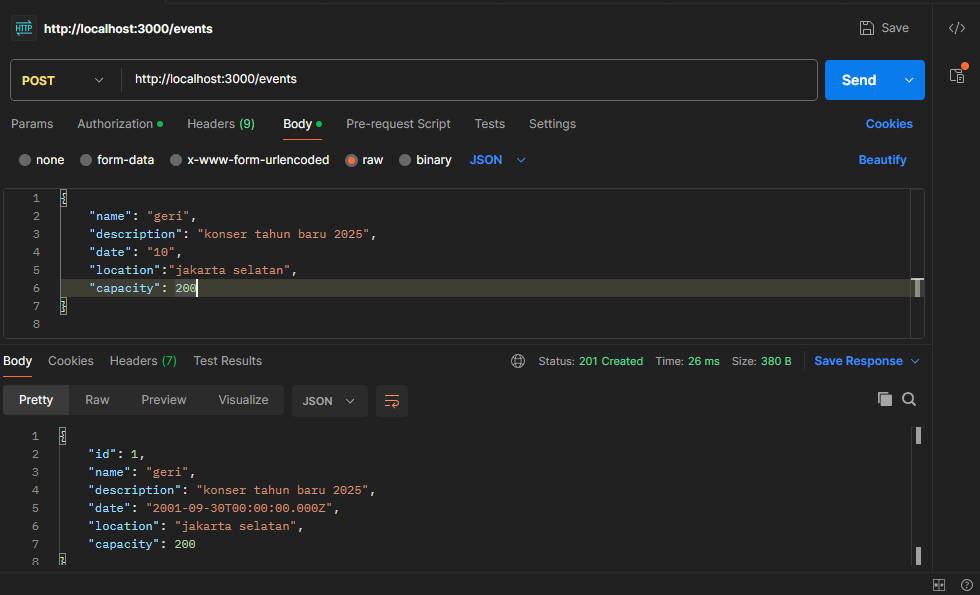 HTTP http://localhost:3000/events Save
POST http://localhost:3000/events Send
Params Authorization Headers (9) Body Pre-request Script Tests Settings Cookies
none form-data x-www-form-urlencoded raw binary JSON Beautify
1 {
2 "name": "geri",
3 "description": "konser tahun baru 2025",
4 "date": "10",
5 "location":"jakarta selatan",
6 "capacity": 200
7 }
8
Body Cookies Headers (7) Test Results Status: 201 Created Time: 26 ms Size: 380 B Save Response
Pretty Raw Preview Visualize JSON
1 {
2 "id": 1,
3 "name": "geri",
4 "description": "konser tahun baru 2025",
5 "date": "2001-09-30T00:00:00.000Z",
6 "location": "jakarta selatan",
7 "capacity": 200
8 }